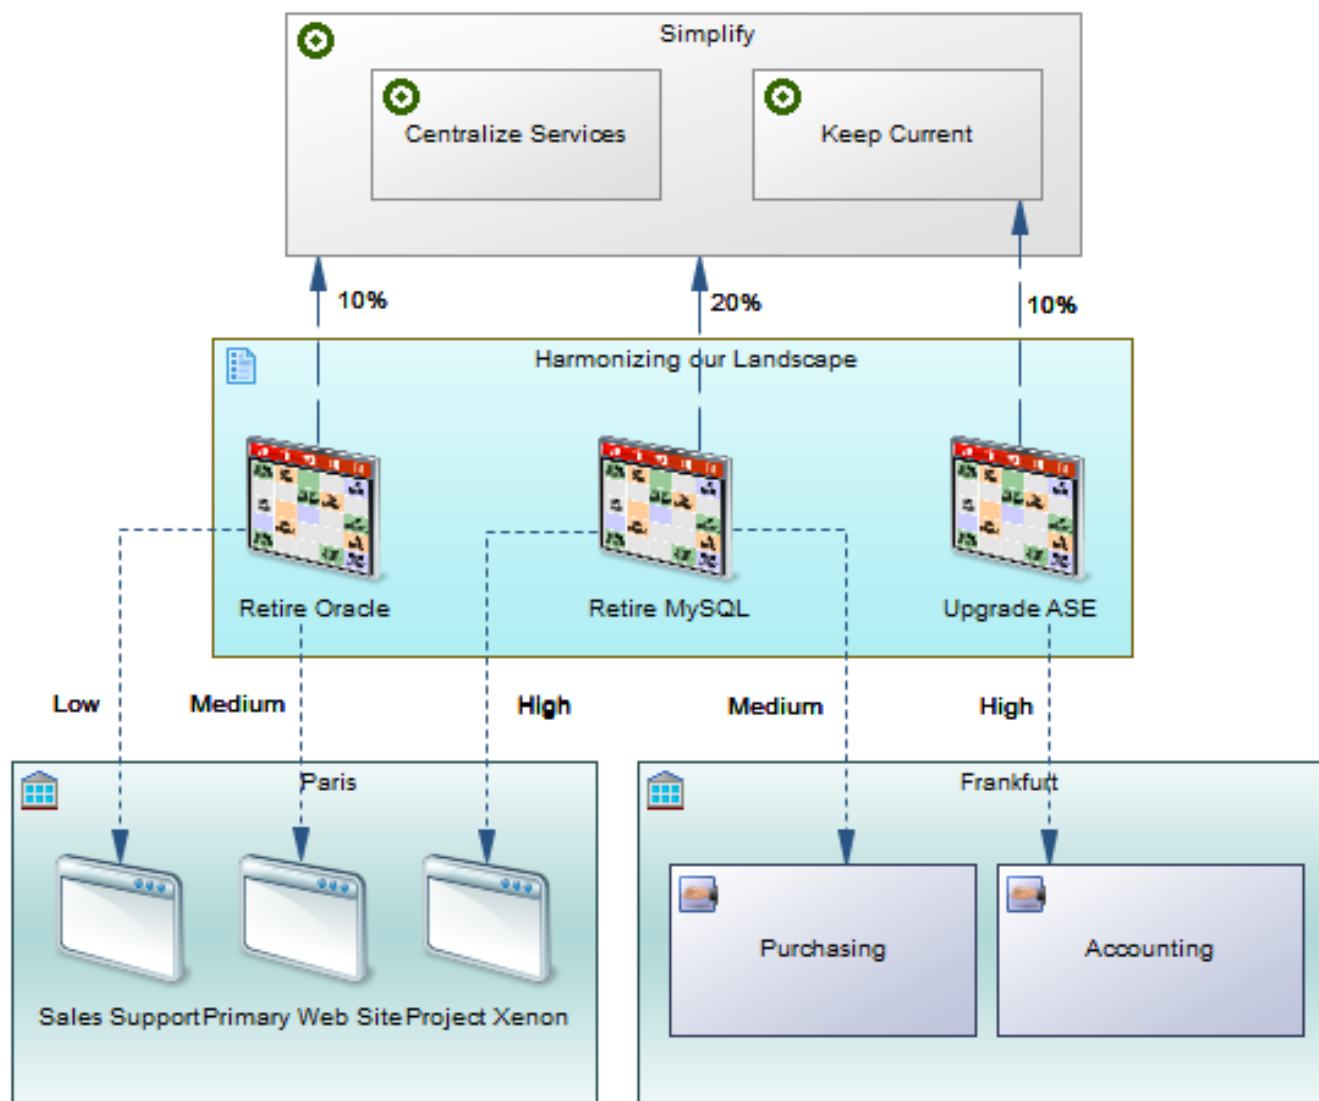 Simplify
Centralize Services
Keep Current
10%
20%
10%
Harmonizing our Landscape
Retire Oracle
Retire MySQL
Upgrade ASE
Low
Medium
High
Medium
High
Paris
Frankfurt
Purchasing
Accounting
Sales Support
Primary Web Site
Project Xenon